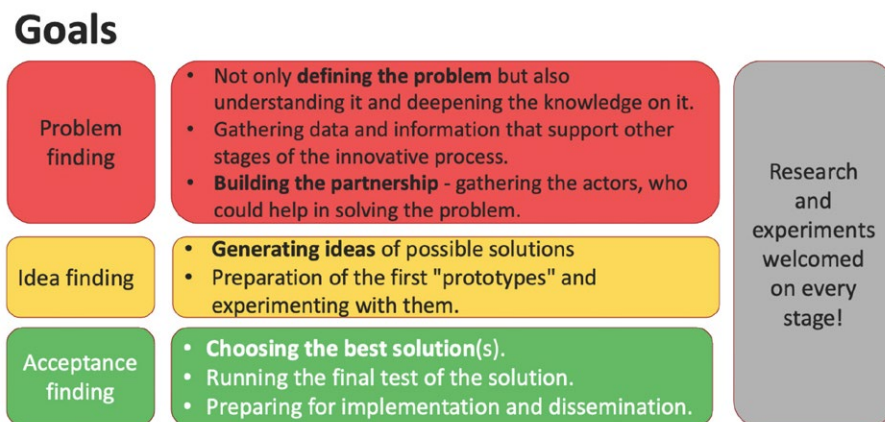 Goals
Problem
finding
• Not only defining the problem but also
understanding it and deepening the knowledge on it.
• Gathering data and information that support other
stages of the innovative process.
• Building the partnership - gathering the actors, who
could help in solving the problem.
Idea finding
• Generating ideas of possible solutions
• Preparation of the first "prototypes" and
experimenting with them.
Acceptance
finding
• Choosing the best solution(s).
• Running the final test of the solution.
• Preparing for implementation and dissemination.
Research
and
experiments
welcomed
on every
stage!